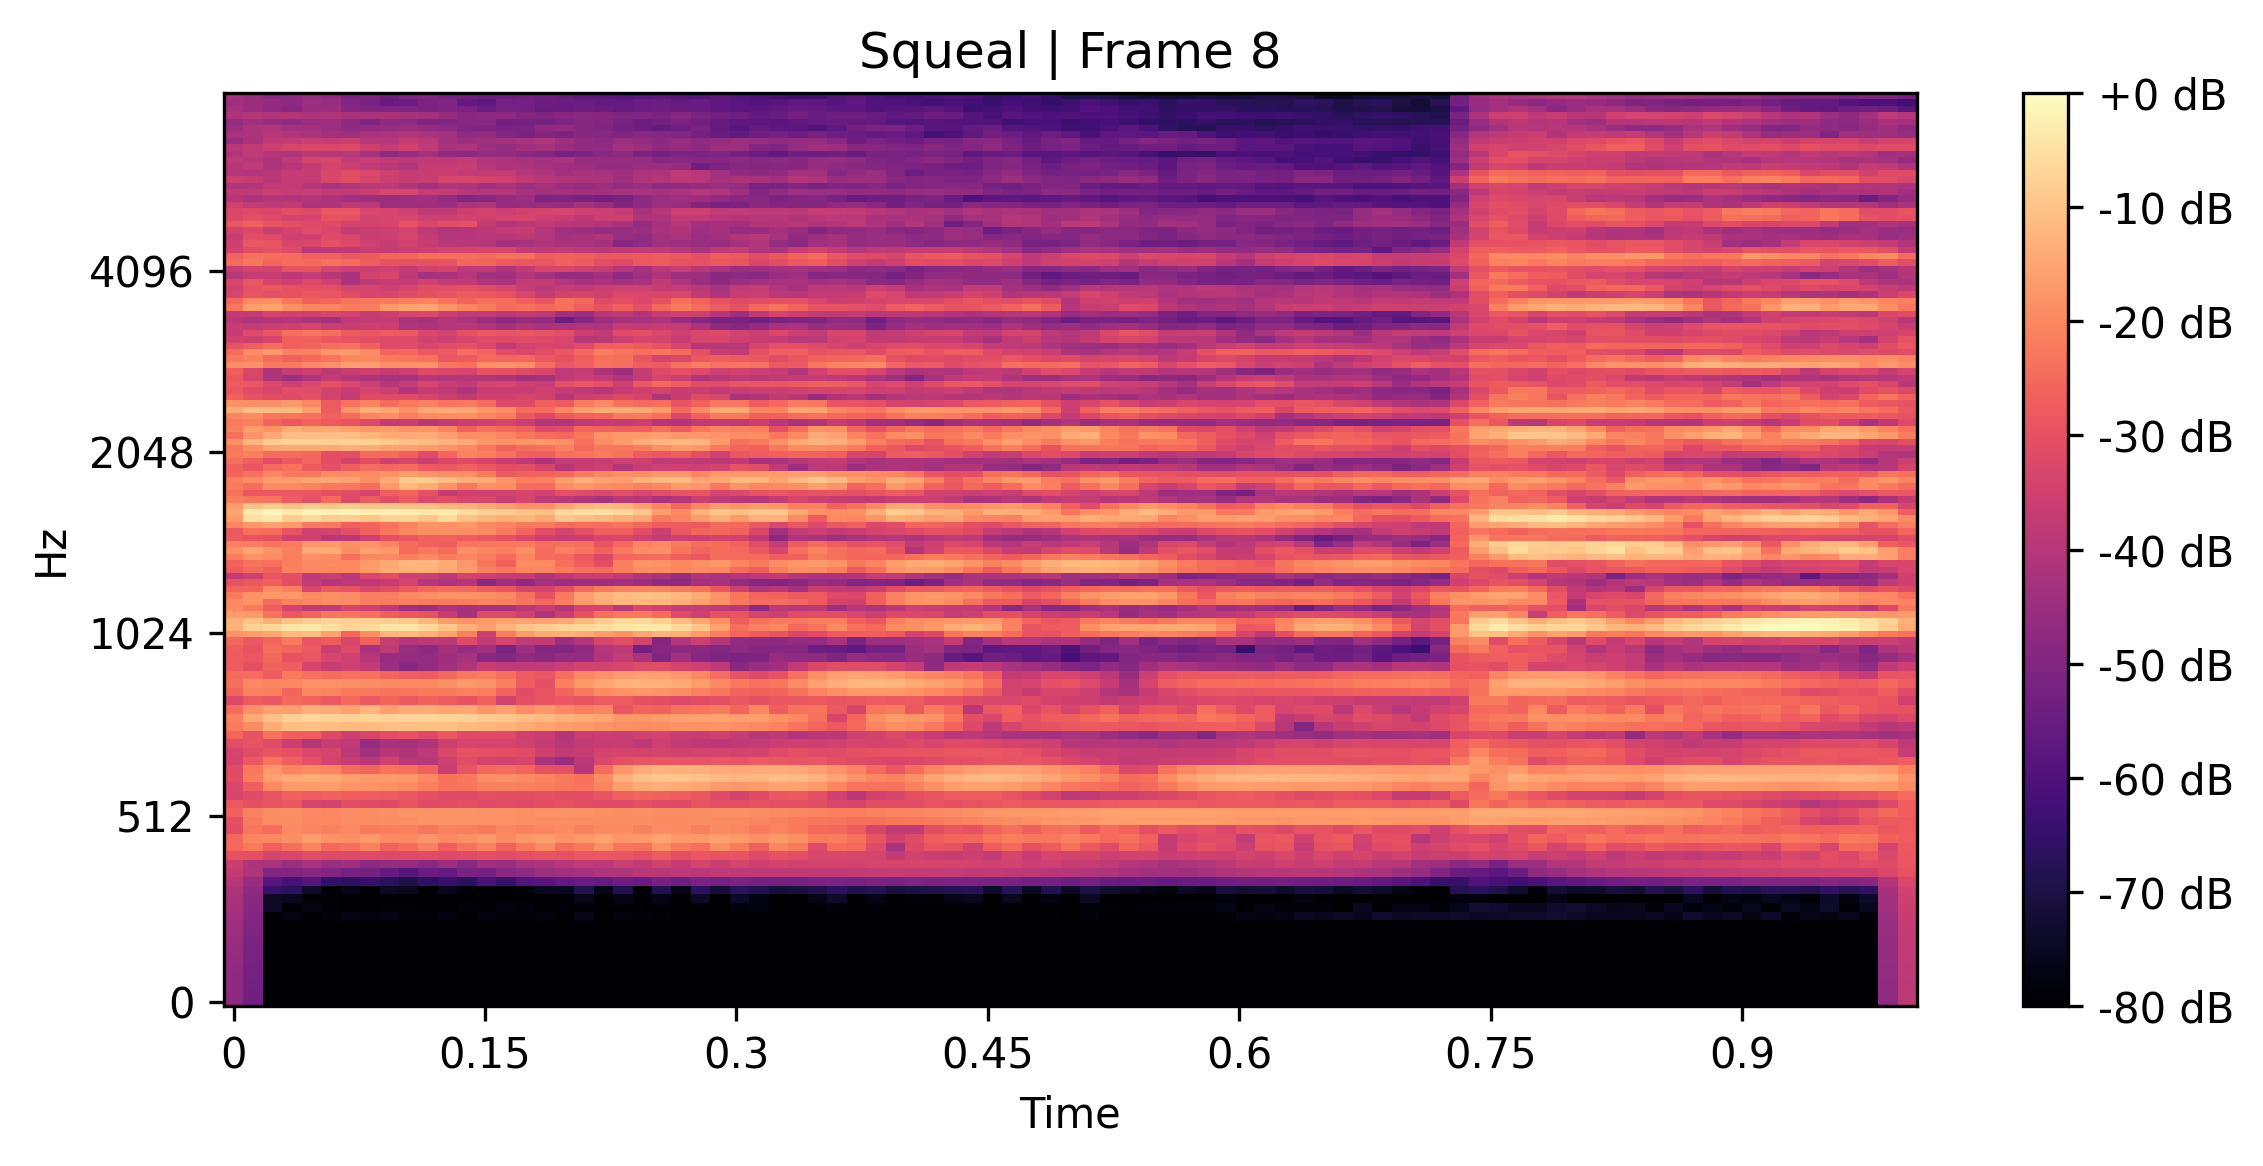 Squeal | Frame 8
Hz
4096
2048
1024
512
0
0 0.15 0.3 0.45 0.6 0.75 0.9
Time
+0 dB
-10 dB
-20 dB
-30 dB
-40 dB
-50 dB
-60 dB
-70 dB
-80 dB